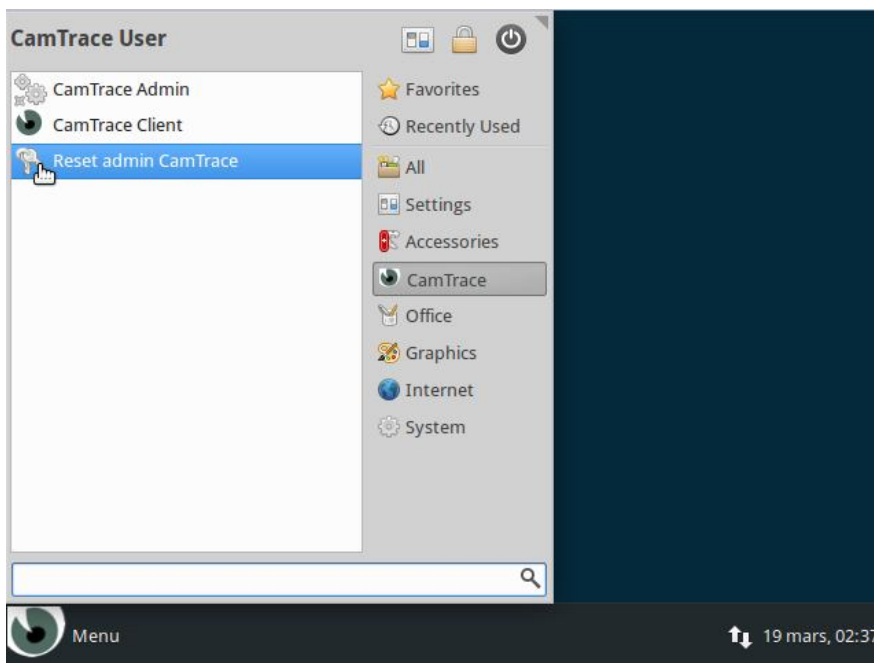 CamTrace User
CamTrace Admin
CamTrace Client
Reset admin CamTrace
Favorites
Recently Used
All
Settings
Accessories
CamTrace
Office
Graphics
Internet
System
Menu
19 mars, 02:37